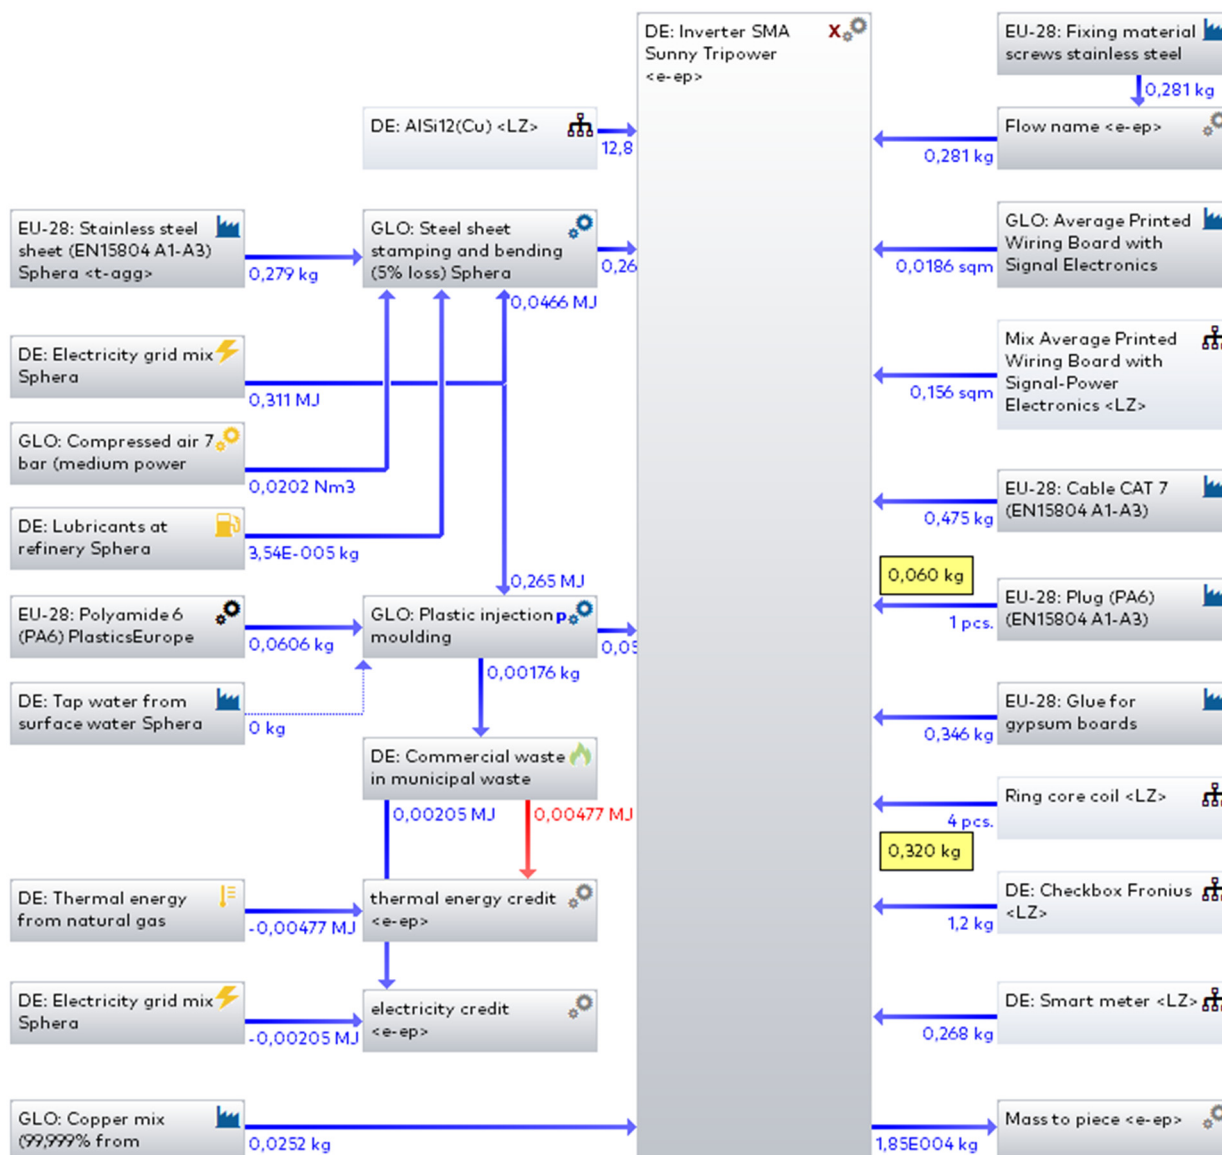 DE: Inverter SMA
Sunny Tripower
<e-ep>
X
EU-28: Fixing material
screws stainless steel
0,281 kg
DE: AlSi12(Cu) <LZ>
12,8
Flow name <e-ep>
0,281 kg
EU-28: Stainless steel
sheet (EN15804 A1-A3)
Sphera <t-agg>
0,279 kg
GLO: Steel sheet
stamping and bending
(5% loss) Sphera
0,26
0,0466 MJ
GLO: Average Printed
Wiring Board with
Signal Electronics
0,0186 sqm
DE: Electricity grid mix
Sphera
0,311 MJ
Mix Average Printed
Wiring Board with
Signal-Power
Electronics <LZ>
0,156 sqm
GLO: Compressed air 7
bar (medium power
0,0202 Nm3
EU-28: Cable CAT 7
(EN15804 A1-A3)
0,475 kg
DE: Lubricants at
refinery Sphera
3,54E-005 kg
0,265 MJ
0,060 kg
EU-28: Polyamide 6
(PA6) PlasticsEurope
0,0606 kg
GLO: Plastic injection
moulding
p
0,05
0,00176 kg
EU-28: Plug (PA6)
(EN15804 A1-A3)
1 pcs.
DE: Tap water from
surface water Sphera
0 kg
EU-28: Glue for
gypsum boards
0,346 kg
DE: Commercial waste
in municipal waste
0,00205 MJ
0,00477 MJ
Ring core coil <LZ>
4 pcs.
0,320 kg
DE: Thermal energy
from natural gas
-0,00477 MJ
thermal energy credit
<e-ep>
DE: Checkbox Fronius
<LZ>
1,2 kg
DE: Electricity grid mix
Sphera
-0,00205 MJ
electricity credit
<e-ep>
DE: Smart meter <LZ>
0,268 kg
GLO: Copper mix
(99,999% from
0,0252 kg
1,85E004 kg
Mass to piece <e-ep>